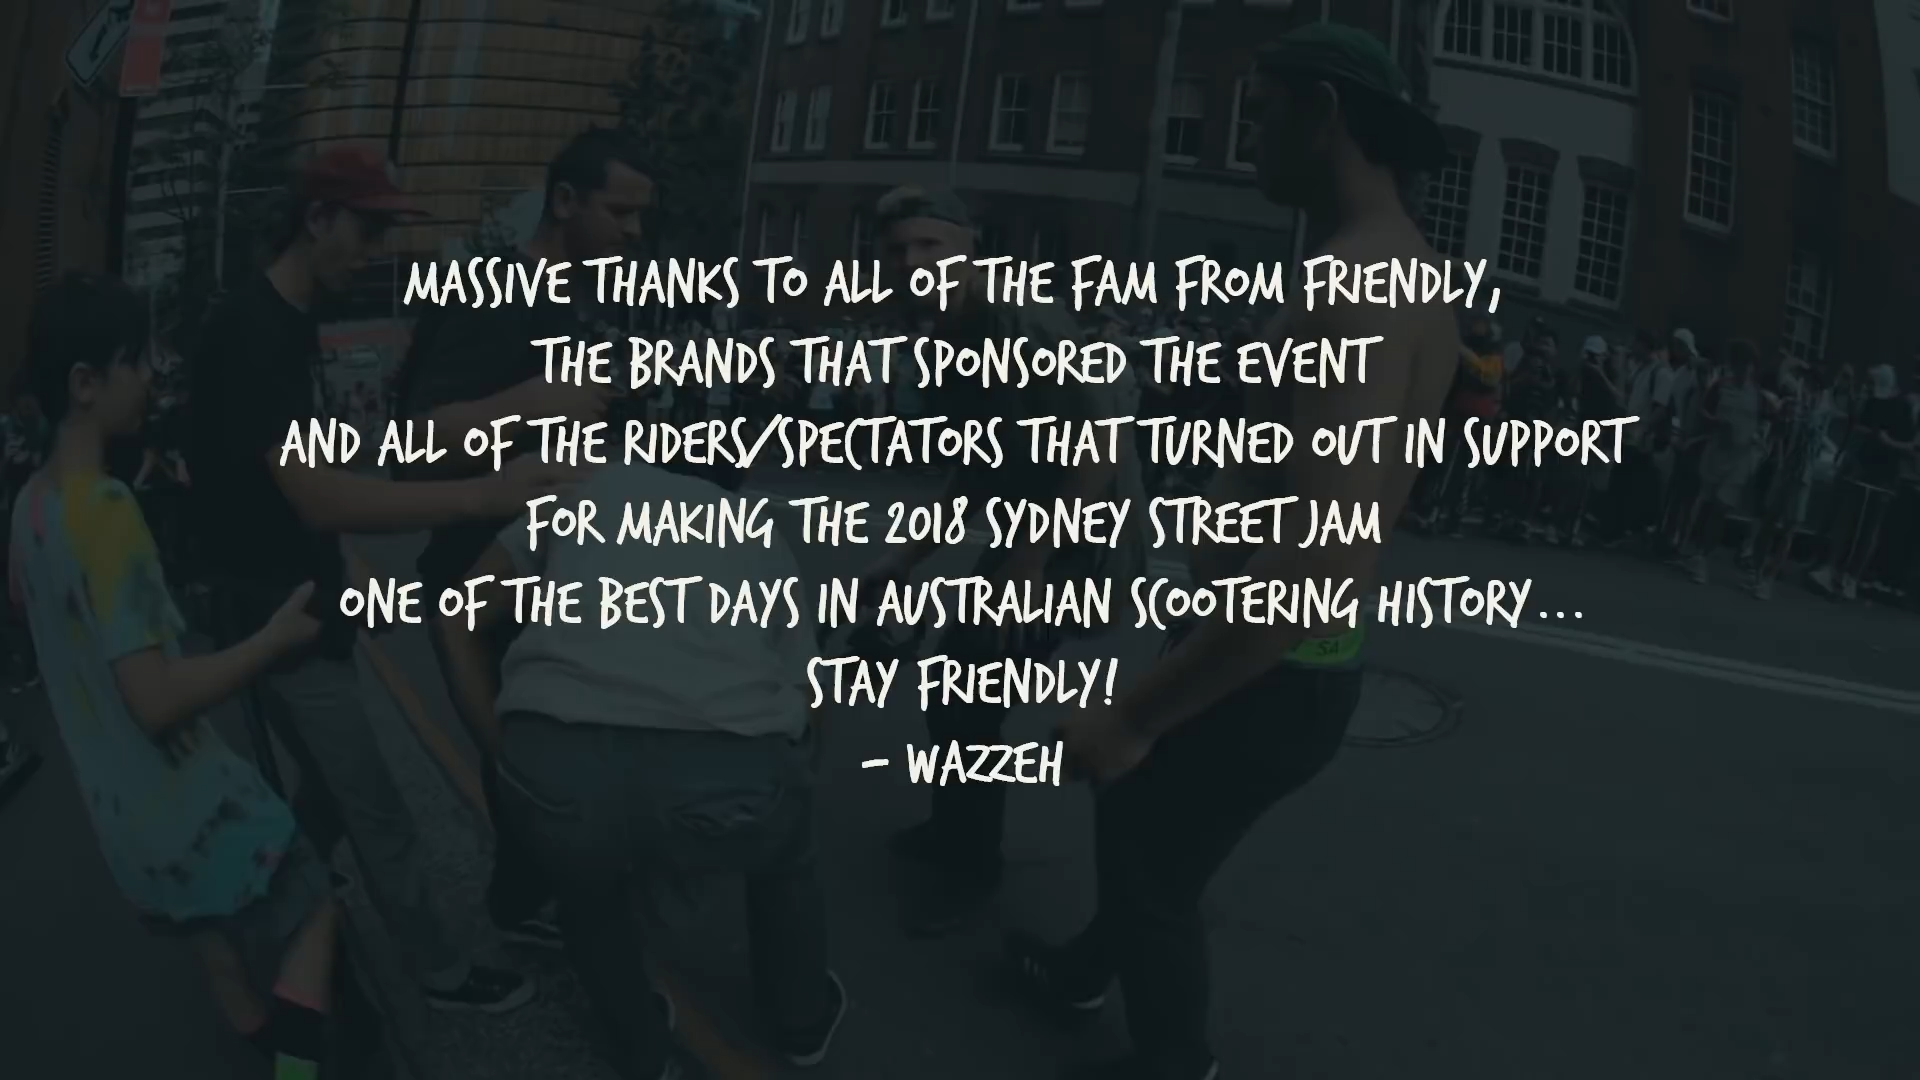 MASSIVE THANKS TO ALL OF THE FAM FROM FRIENDLY,
THE BRANDS THAT SPONSORED THE EVENT
AND ALL OF THE RIDERS/SPECTATORS THAT TURNED OUT IN SUPPORT
FOR MAKING THE 2018 SYDNEY STREET JAM
ONE OF THE BEST DAYS IN AUSTRALIAN SCOOTERING HISTORY...
STAY FRIENDLY!
- WAZZEH